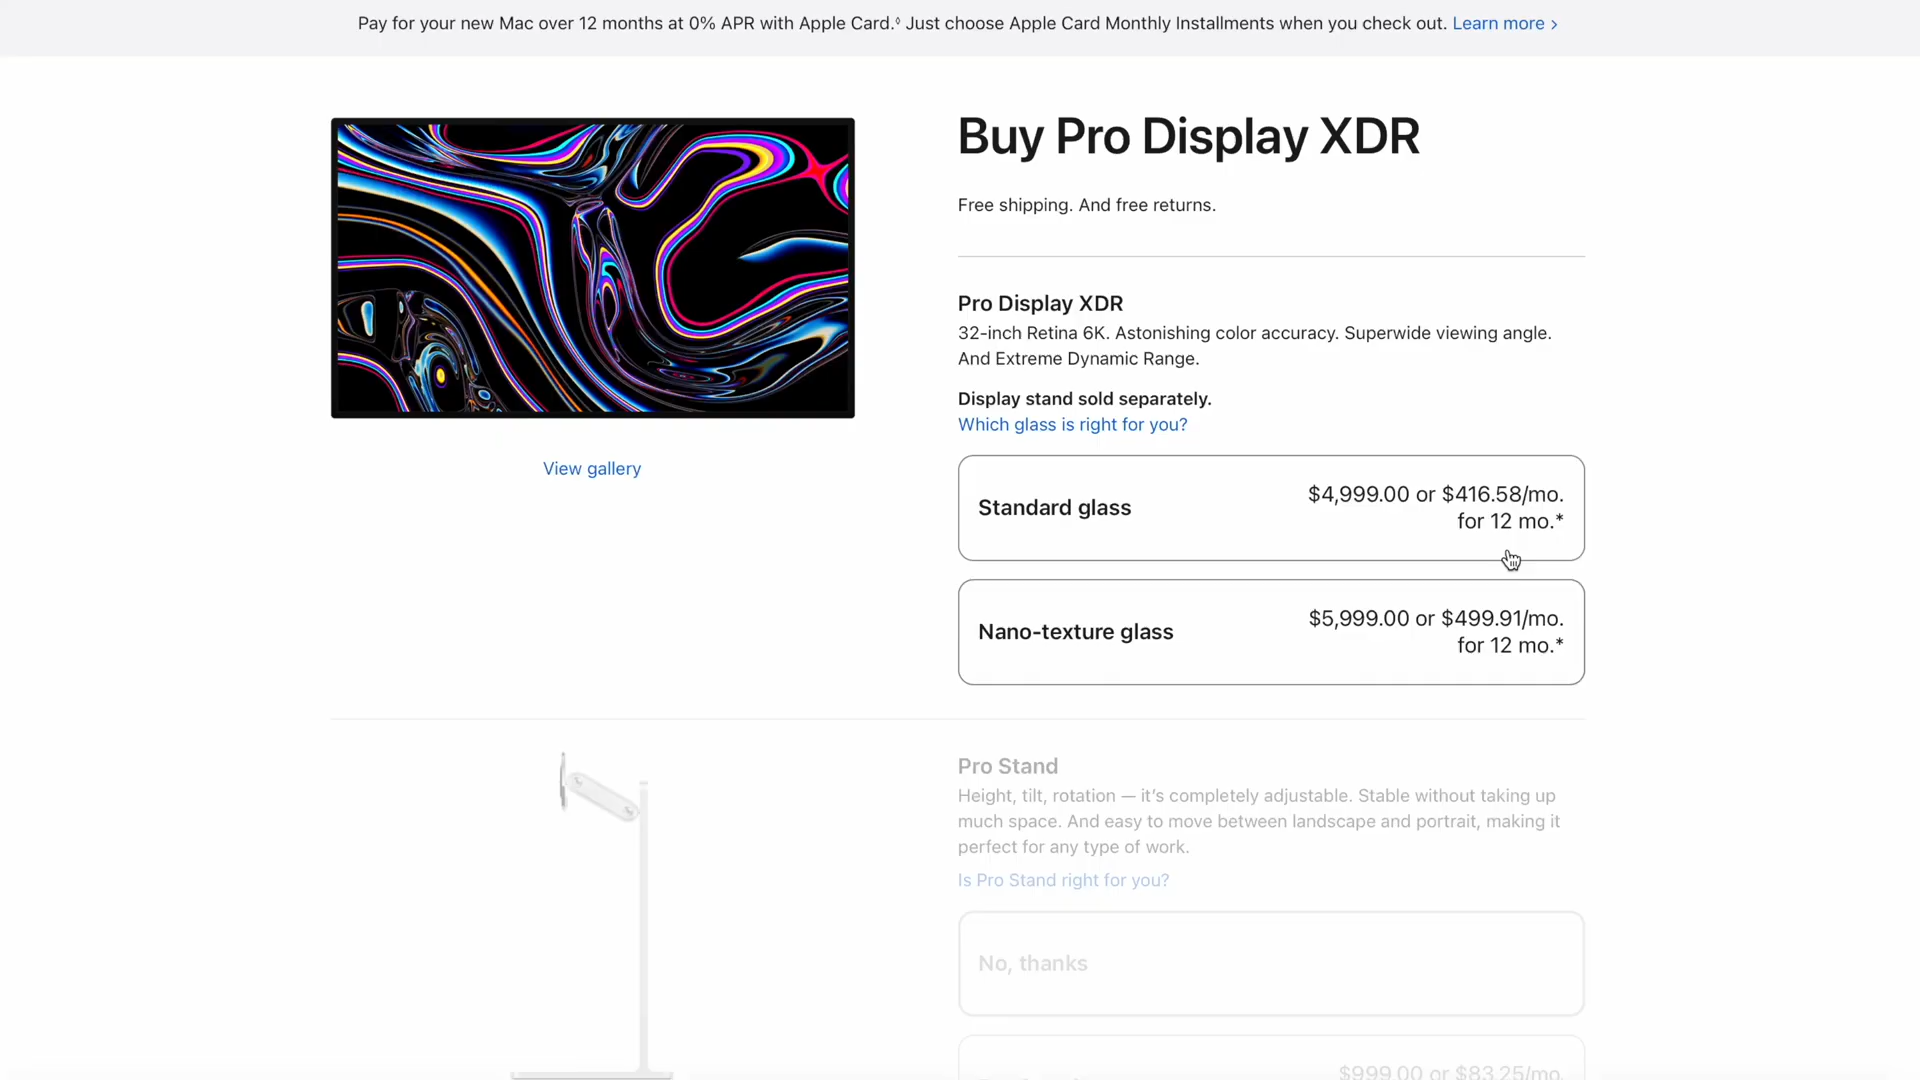 Pay for your new Mac over 12 months at 0% APR with Apple Card.◊ Just choose Apple Card Monthly Installments when you check out. Learn more >
Buy Pro Display XDR
Free shipping. And free returns.
Pro Display XDR
32-inch Retina 6K. Astonishing color accuracy. Superwide viewing angle.
And Extreme Dynamic Range.
Display stand sold separately.
Which glass is right for you?
View gallery
Standard glass
$4,999.00 or $416.58/mo.
for 12 mo.*
Nano-texture glass
$5,999.00 or $499.91/mo.
for 12 mo.*
Pro Stand
Height, tilt, rotation — it's completely adjustable. Stable without taking up
much space. And easy to move between landscape and portrait, making it
perfect for any type of work.
Is Pro Stand right for you?
No, thanks
$999.00 or $83.25/mo.